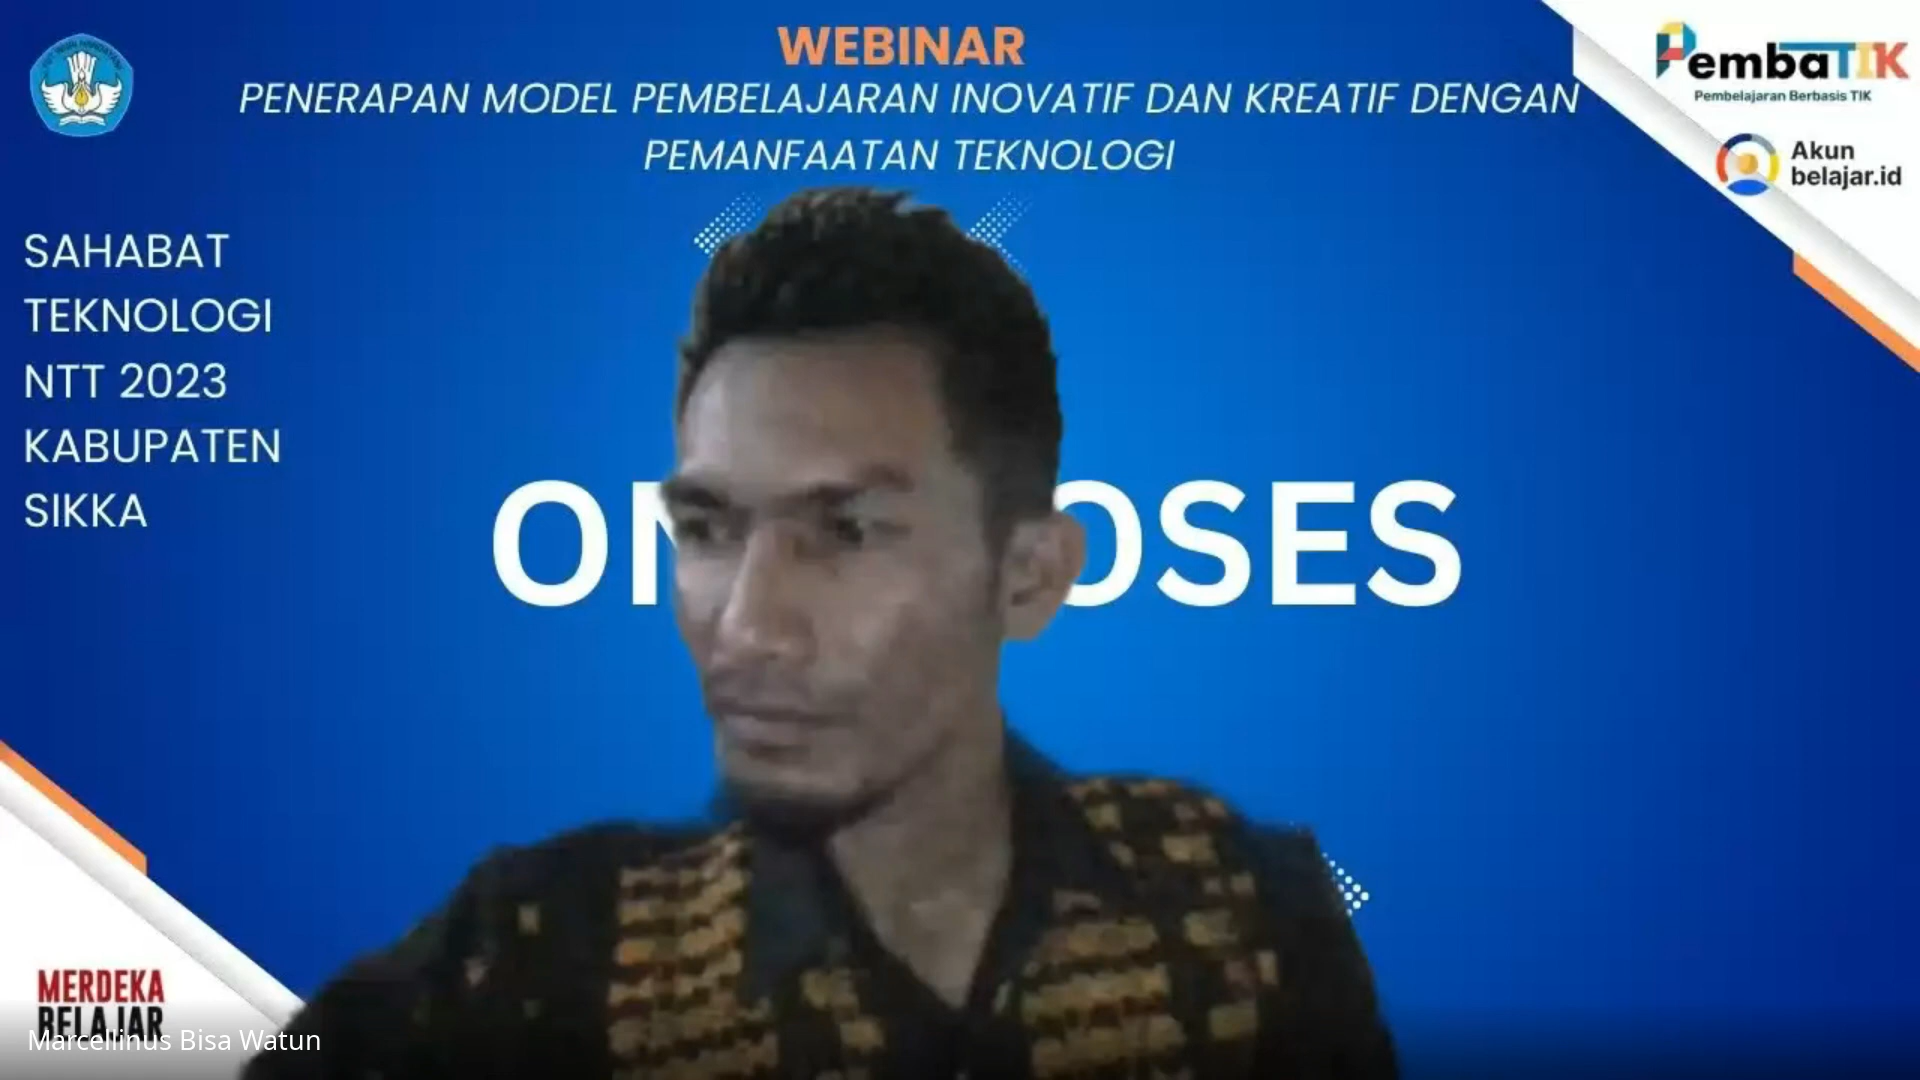 WEBINAR
PENERAPAN MODEL PEMBELAJARAN INOVATIF DAN KREATIF DENGAN
PEMANFAATAN TEKNOLOGI
PembaTIK
Pembelajaran Berbasis TIK
Akun
belajar.id
SAHABAT
TEKNOLOGI
NTT 2023
KABUPATEN
SIKKA
MERDEKA
BELAJAR
Marcellinus Bisa Watun